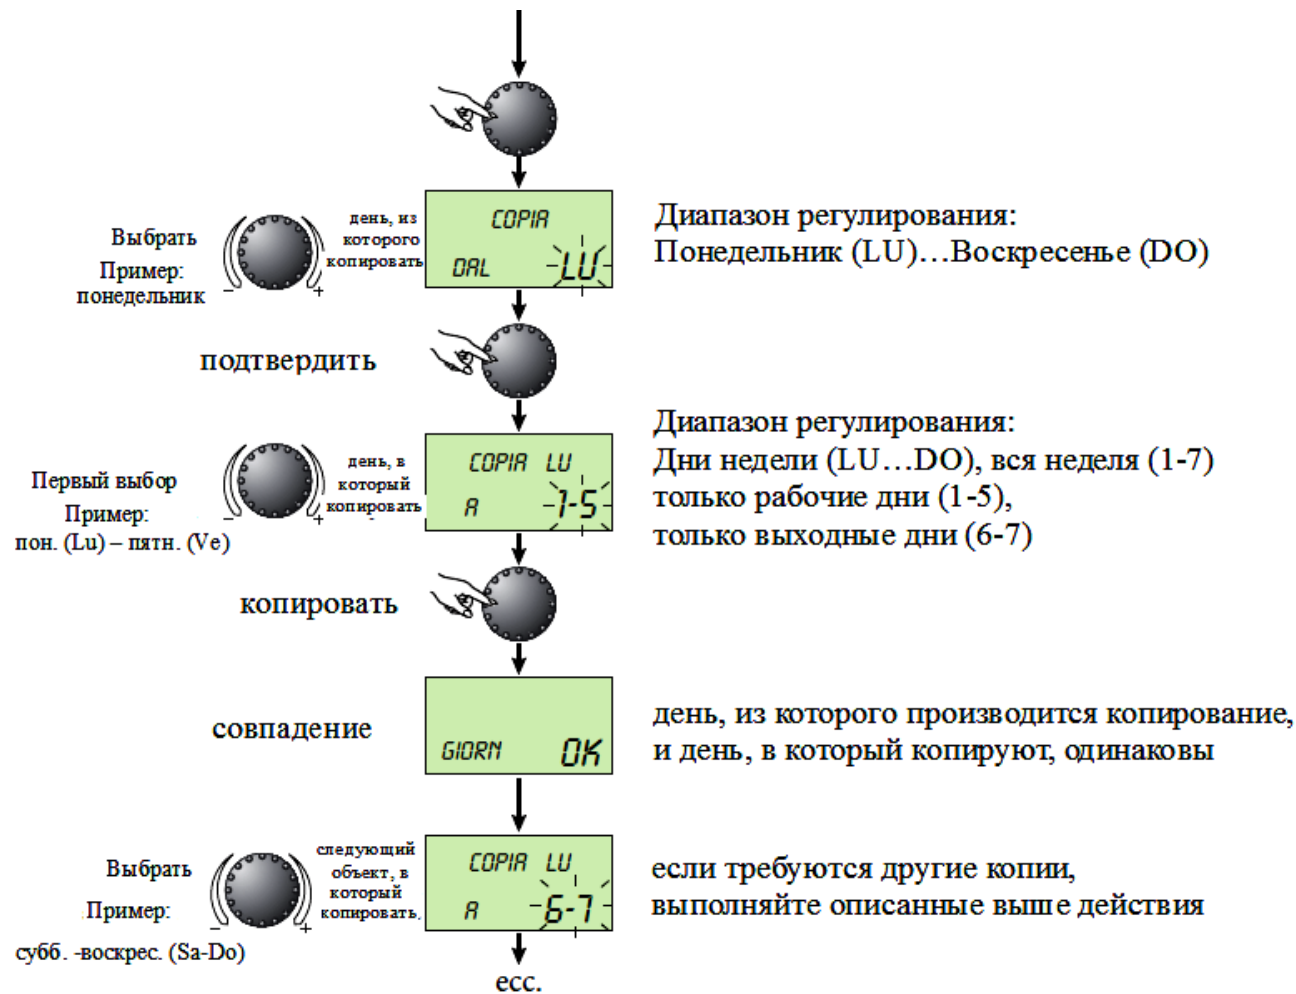 Выбрать
Пример:
понедельник
−
+
день, из
которого
копировать
COPIA
DAL
LU
Диапазон регулирования:
Понедельник (LU)…Воскресенье (DO)
подтвердить
Первый выбор
Пример:
пон. (Lu) – пятн. (Ve)
−
+
день, в
который
копировать
COPIA LU
A
1-5
Диапазон регулирования:
Дни недели (LU…DO), вся неделя (1-7)
только рабочие дни (1-5),
только выходные дни (6-7)
копировать
совпадение
GIORN
OK
день, из которого производится копирование,
и день, в который копируют, одинаковы
Выбрать
Пример:
субб. -воскрес. (Sa-Do)
−
+
следующий
объект, в
который
копировать.
COPIA LU
A
6-7
если требуются другие копии,
выполняйте описанные выше действия
ecc.